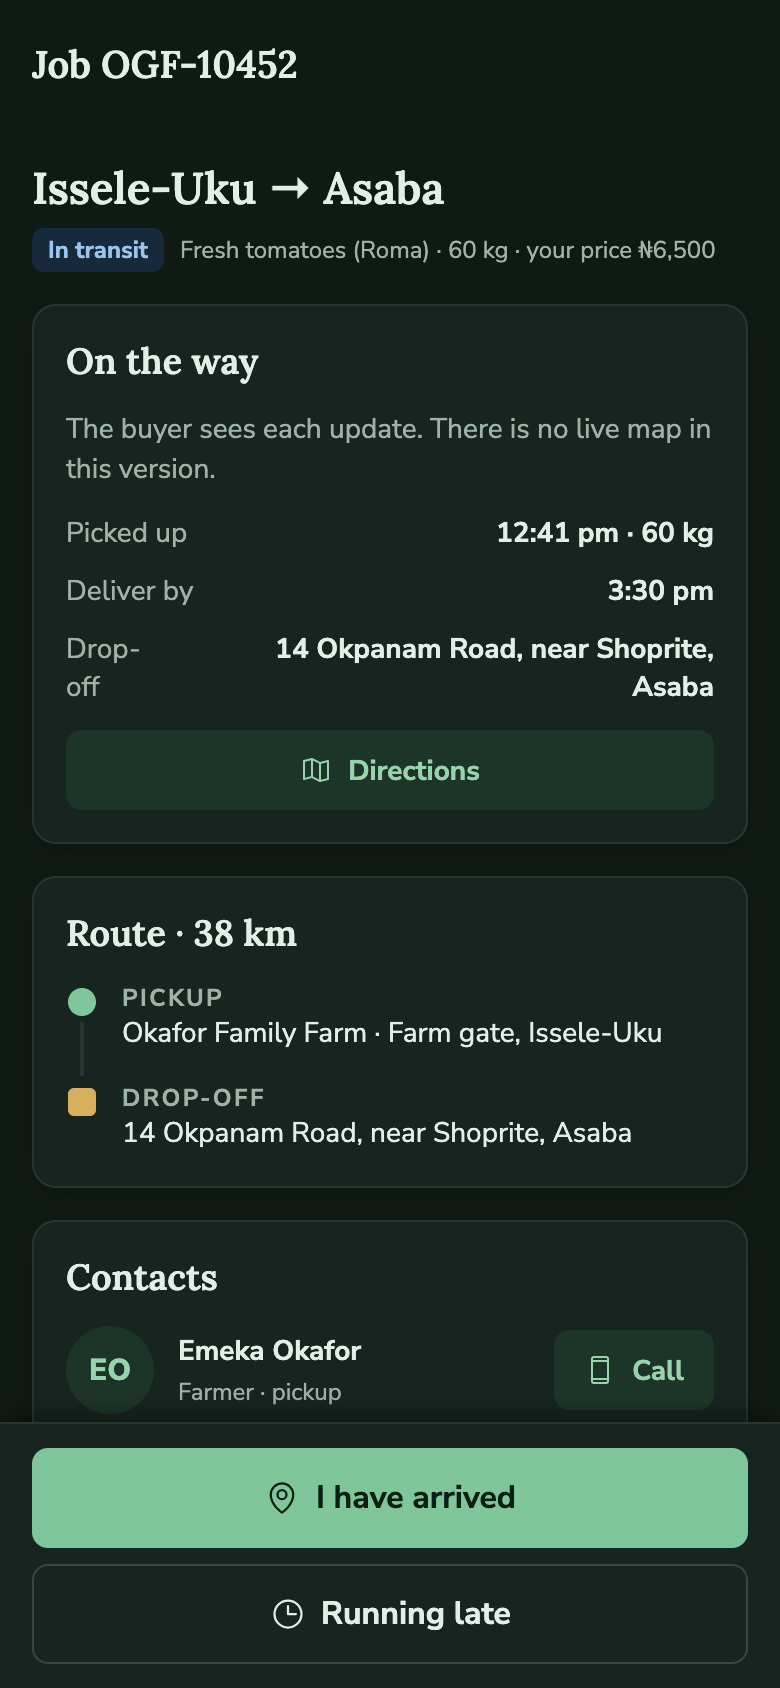 Job OGF-10452
Issele-Uku → Asaba
In transit Fresh tomatoes (Roma) · 60 kg · your price ₦6,500
On the way
The buyer sees each update. There is no live map in
this version.
Picked up 12:41 pm · 60 kg
Deliver by 3:30 pm
Drop- 14 Okpanam Road, near Shoprite,
off Asaba
Directions
Route · 38 km
PICKUP
Okafor Family Farm · Farm gate, Issele-Uku
DROP-OFF
14 Okpanam Road, near Shoprite, Asaba
Contacts
EO Emeka Okafor Call
Farmer · pickup
I have arrived
Running late